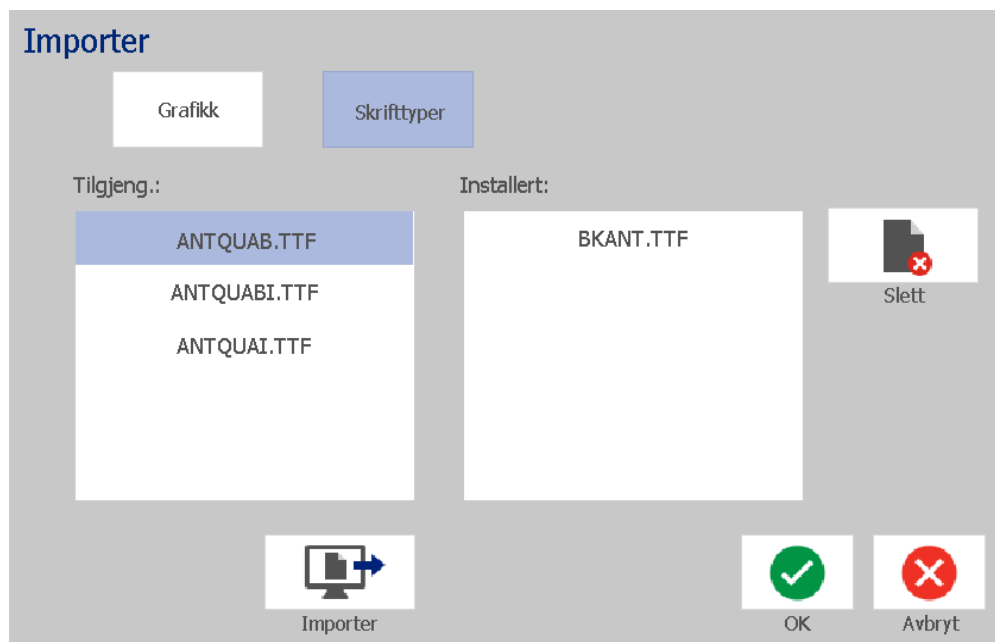 Importer
Grafikk
Skrifttyper
Tilgjeng.:
Installert:
ANTQUAB.TTF
ANTQUABI.TTF
ANTQUAI.TTF
BKANT.TTF
Slett
Importer
OK
Avbryt